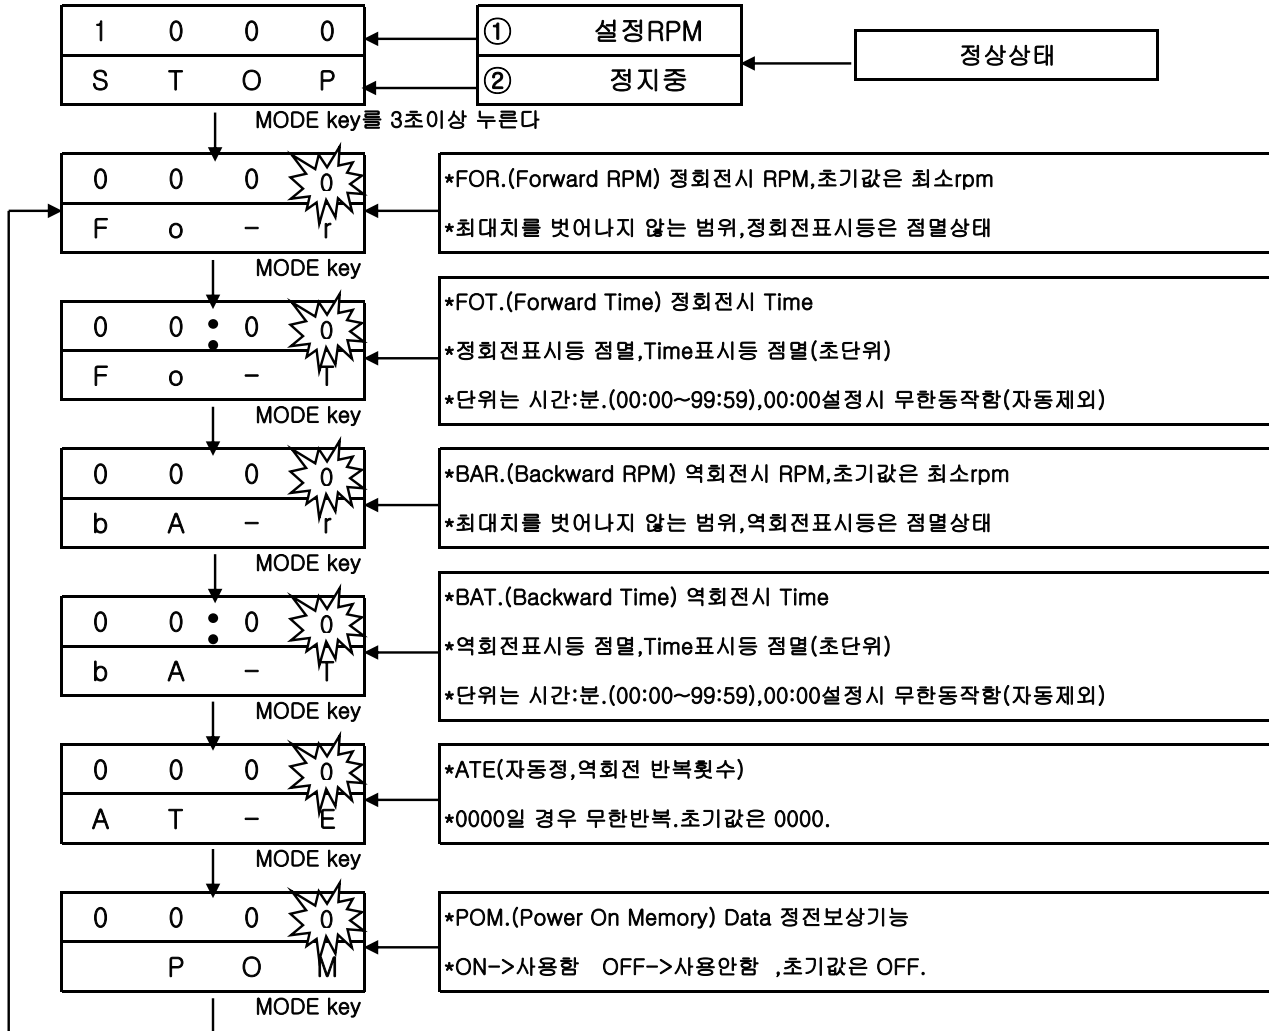 1 0 0 0
① 설정RPM
정상상태
S T O P
② 정지중
MODE key를 3초이상 누른다
0 0 0 0
*FOR.(Forward RPM) 정회전시 RPM,초기값은 최소rpm
F o - r
*최대치를 벗어나지 않는 범위,정회전표시등은 점멸상태
MODE key
*FOT.(Forward Time) 정회전시 Time
0 0 : 0 0
*정회전표시등 점멸,Time표시등 점멸(초단위)
F o - T
*단위는 시간:분.(00:00~99:59),00:00설정시 무한동작함(자동제외)
MODE key
0 0 0 0
*BAR.(Backward RPM) 역회전시 RPM,초기값은 최소rpm
b A - r
*최대치를 벗어나지 않는 범위,역회전표시등은 점멸상태
MODE key
*BAT.(Backward Time) 역회전시 Time
0 0 : 0 0
*역회전표시등 점멸,Time표시등 점멸(초단위)
b A - T
*단위는 시간:분.(00:00~99:59),00:00설정시 무한동작함(자동제외)
MODE key
0 0 0 0
*ATE(자동정,역회전 반복횟수)
A T - E
*0000일 경우 무한반복.초기값은 0000.
MODE key
0 0 0 0
*POM.(Power On Memory) Data 정전보상기능
P O M
*ON->사용함 OFF->사용안함 ,초기값은 OFF.
MODE key